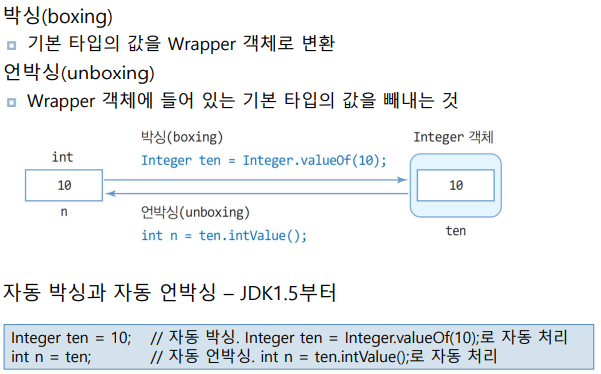 박싱(boxing)
기본 타입의 값을 Wrapper 객체로 변환
언박싱(unboxing)
Wrapper 객체에 들어 있는 기본 타입의 값을 빼내는 것
박싱(boxing)
Integer 객체
int
Integer ten = Integer.valueOf(10);
10
10
n
언박싱(unboxing)
ten
int n = ten.intValue();
자동 박싱과 자동 언박싱 – JDK1.5부터
Integer ten = 10; // 자동 박싱. Integer ten = Integer.valueOf(10);로 자동 처리
int n = ten; // 자동 언박싱. int n = ten.intValue();로 자동 처리